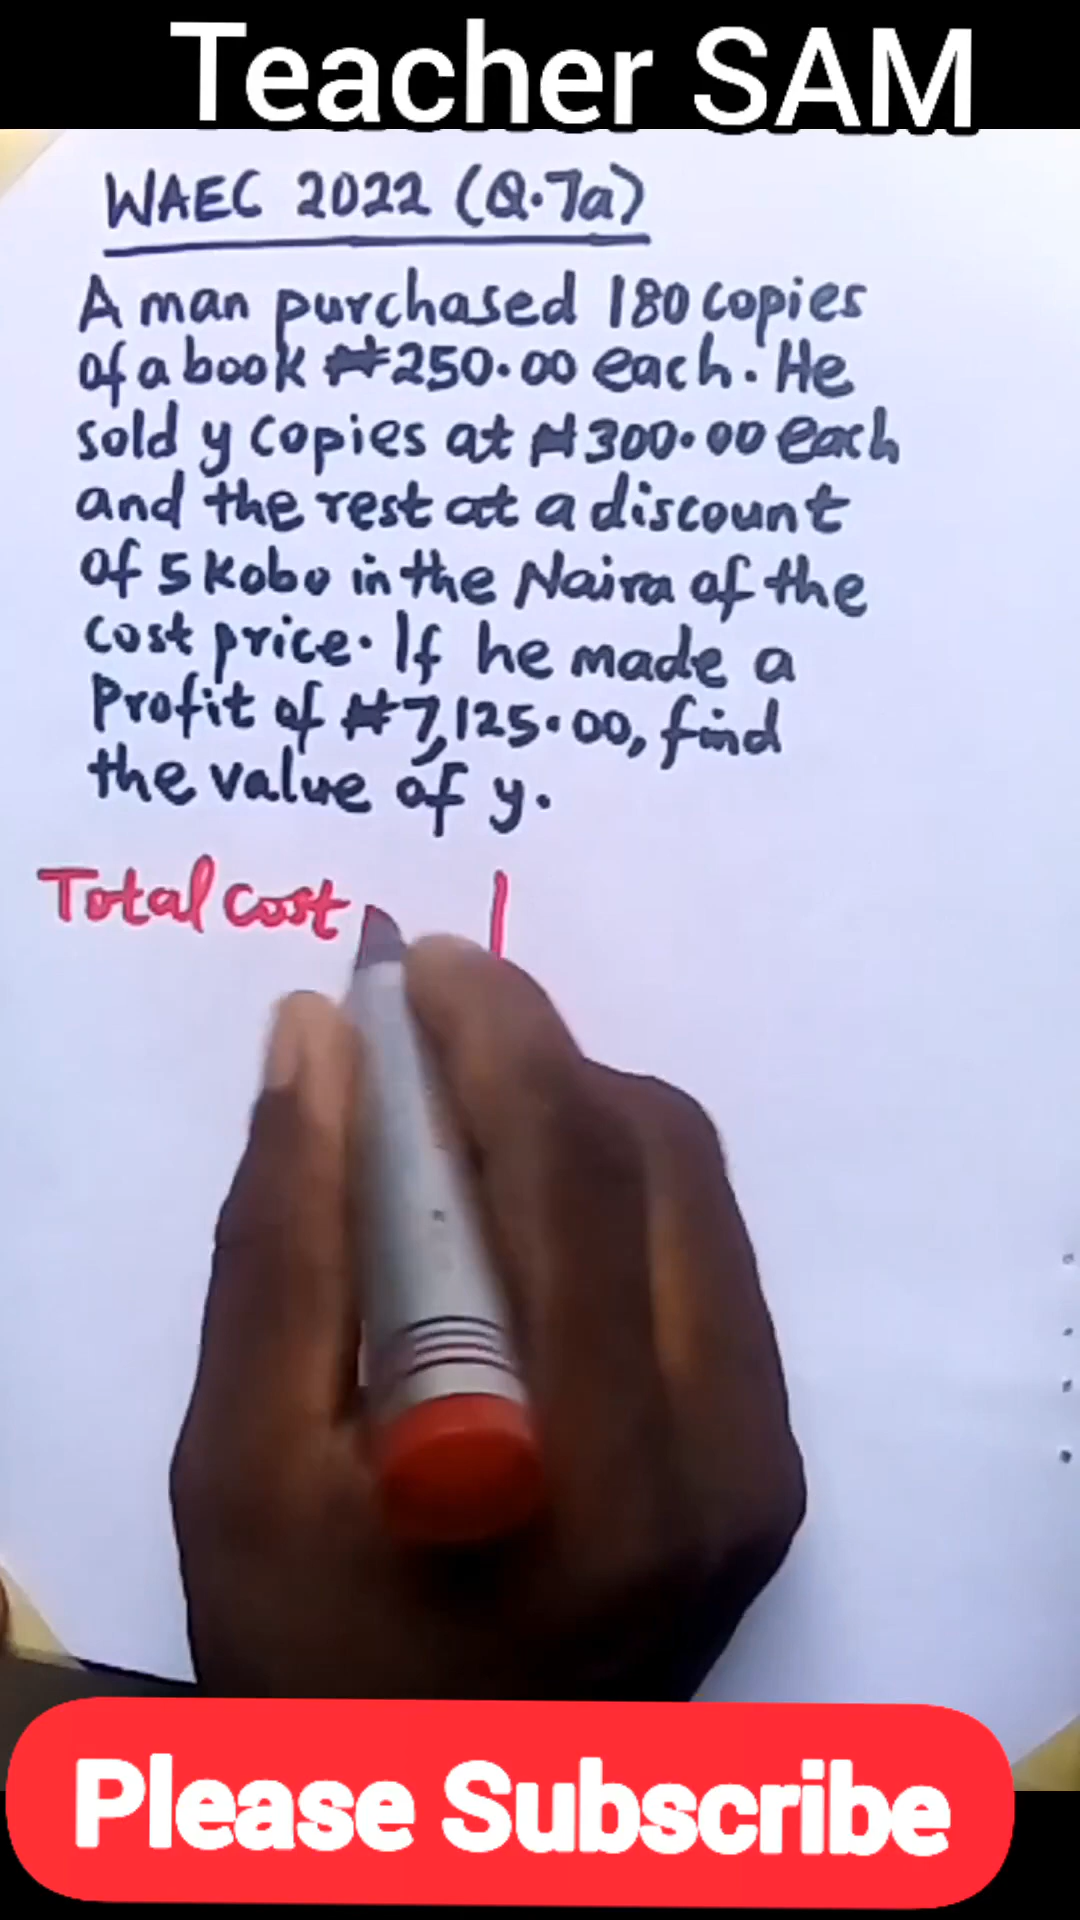 Teacher SAM
WAEC 2022 (Q.7a)
A man purchased 180 copies
of a book ₦250.00 each. He
sold y copies at ₦300.00 each
and the rest at a discount
of 5 kobo in the Naira of the
cost price. If he made a
Profit of ₦7,125.00, find
the value of y.
Total cost
Please Subscribe